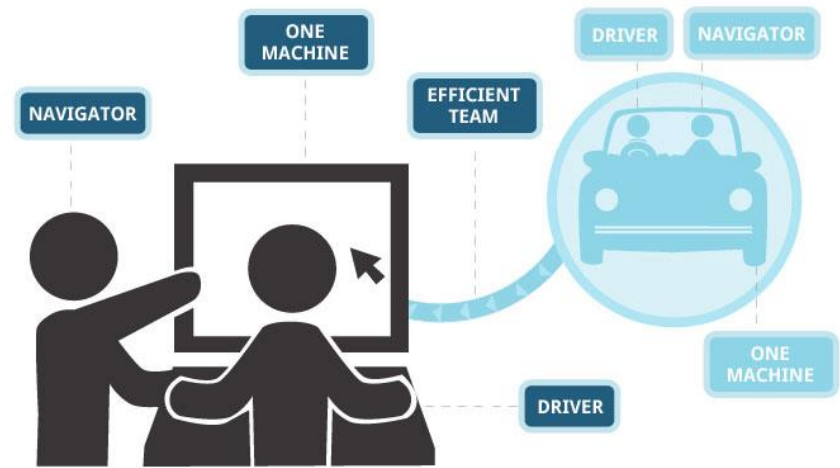 ONE
MACHINE
DRIVER
NAVIGATOR
EFFICIENT
TEAM
NAVIGATOR
ONE
MACHINE
DRIVER